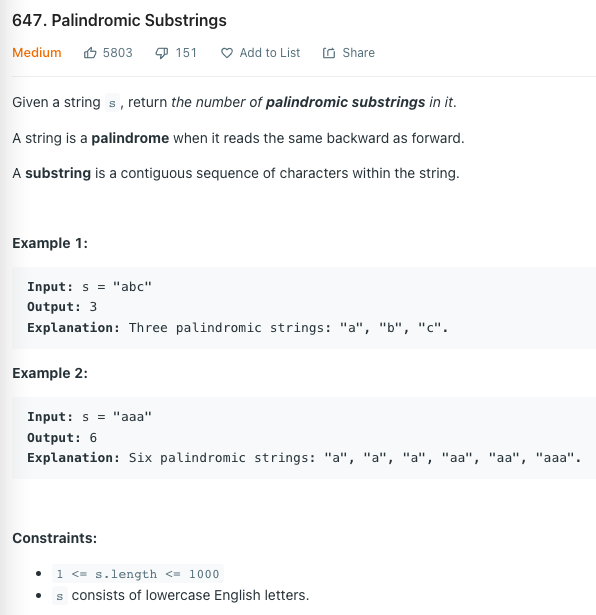 647. Palindromic Substrings
Medium 5803 151 Add to List Share
Given a string s, return the number of palindromic substrings in it.
A string is a palindrome when it reads the same backward as forward.
A substring is a contiguous sequence of characters within the string.
Example 1:
Input: s = "abc"
Output: 3
Explanation: Three palindromic strings: "a", "b", "c".
Example 2:
Input: s = "aaa"
Output: 6
Explanation: Six palindromic strings: "a", "a", "a", "aa", "aa", "aaa".
Constraints:
• 1 <= s.length <= 1000
• s consists of lowercase English letters.